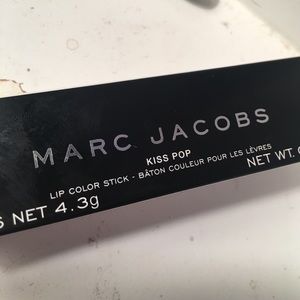 MARC JACOBS
KISS POP
LIP COLOR STICK - BÂTON COULEUR POUR LES LÈVRES
NET 4.3g
NET WT.